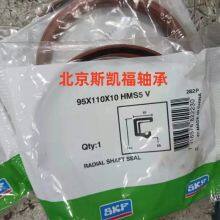 北京斯凯福轴承
95X110X10 HMS5 V
Qty:1
RADIAL SHAFT SEAL
SKF
SKF